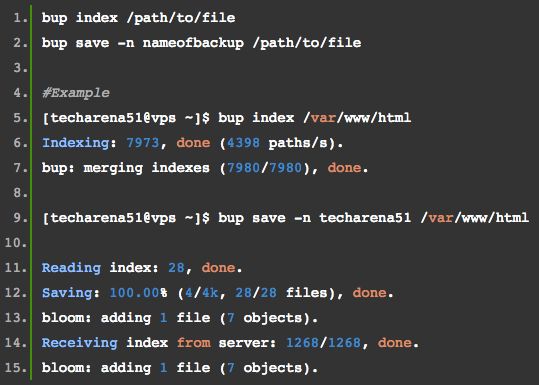 1. bup index /path/to/file
2. bup save -n nameofbackup /path/to/file
3.
4. #Example
5. [techarena51@vps ~]$ bup index /var/www/html
6. Indexing: 7973, done (4398 paths/s).
7. bup: merging indexes (7980/7980), done.
8.
9. [techarena51@vps ~]$ bup save -n techarena51 /var/www/html
10.
11. Reading index: 28, done.
12. Saving: 100.00% (4/4k, 28/28 files), done.
13. bloom: adding 1 file (7 objects).
14. Receiving index from server: 1268/1268, done.
15. bloom: adding 1 file (7 objects).